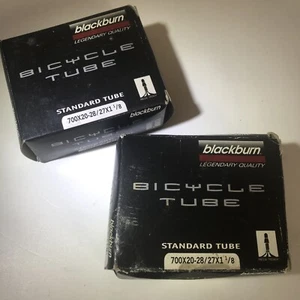 blackburn
LEGENDARY QUALITY
BICYCLE
TUBE
STANDARD TUBE
700X20-28/27X1 1/8
blackburn
LEGENDARY QUALITY
BICYCLE
TUBE
STANDARD TUBE
700X20-28/27X1 1/8